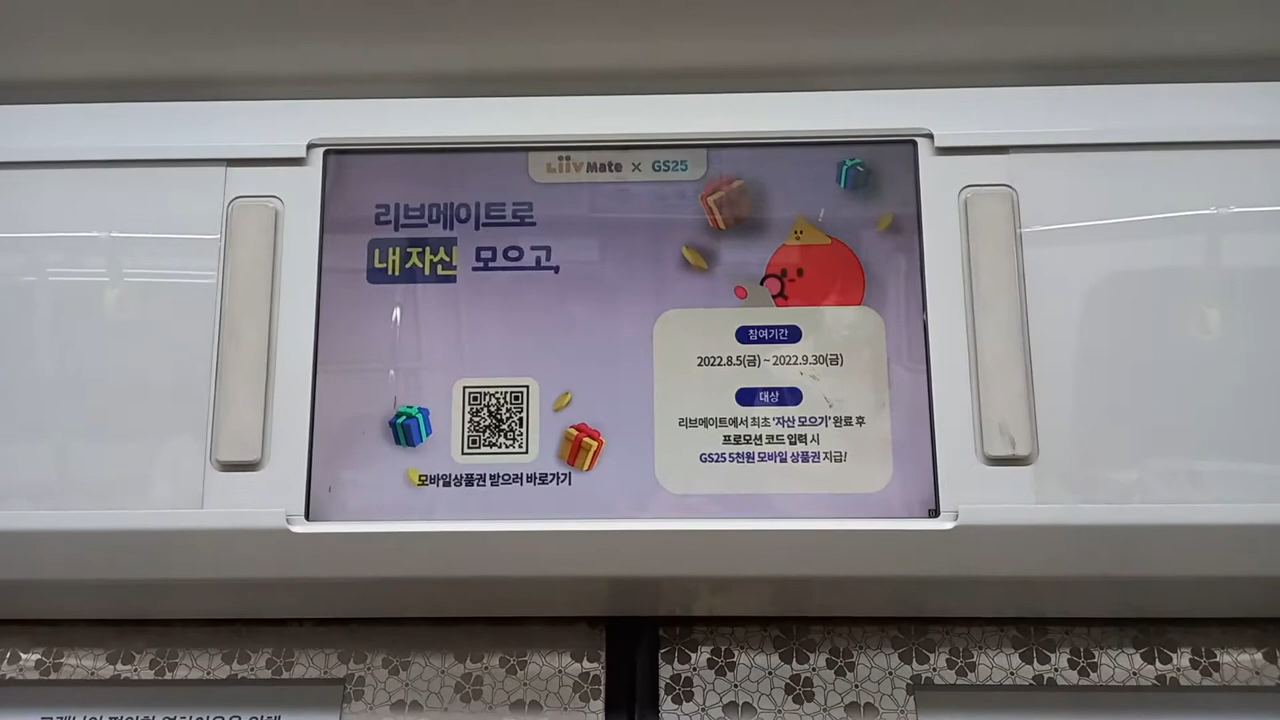 Liiv Mate × GS25
리브메이트로
내 자산 모으고,
참여기간
2022.8.5(금) ~ 2022.9.30(금)
대상
리브메이트에서 최초 '자산 모으기' 완료 후
프로모션 코드 입력 시
GS25 5천원 모바일 상품권 지급!
모바일상품권 받으러 바로가기